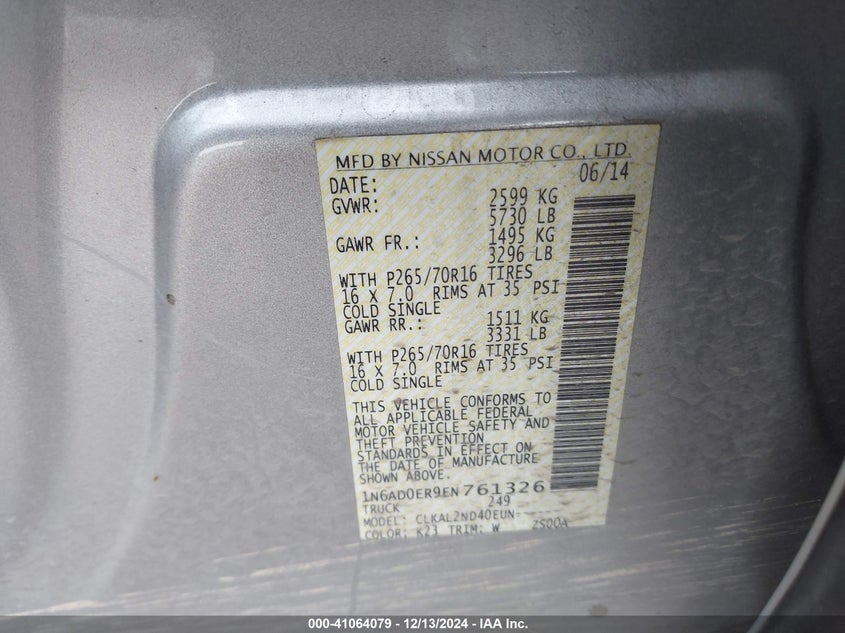 MFD BY NISSAN MOTOR CO., LTD.
DATE: 06/14
GVWR: 2599 KG
5730 LB
GAWR FR.: 1495 KG
3296 LB
WITH P265/70R16 TIRES
16 X 7.0 RIMS AT 35 PSI
COLD SINGLE
GAWR RR.: 1511 KG
3331 LB
WITH P265/70R16 TIRES
16 X 7.0 RIMS AT 35 PSI
COLD SINGLE
THIS VEHICLE CONFORMS TO
ALL APPLICABLE FEDERAL
MOTOR VEHICLE SAFETY AND
THEFT PREVENTION
STANDARDS IN EFFECT ON
THE DATE OF MANUFACTURE
SHOWN ABOVE.
1N6AD0ER9EN761326
TRUCK 249
MODEL: CLKAL2ND40EUN-----
COLOR: K23 TRIM: W ZS00A
000-41064079 - 12/13/2024 - IAA Inc.